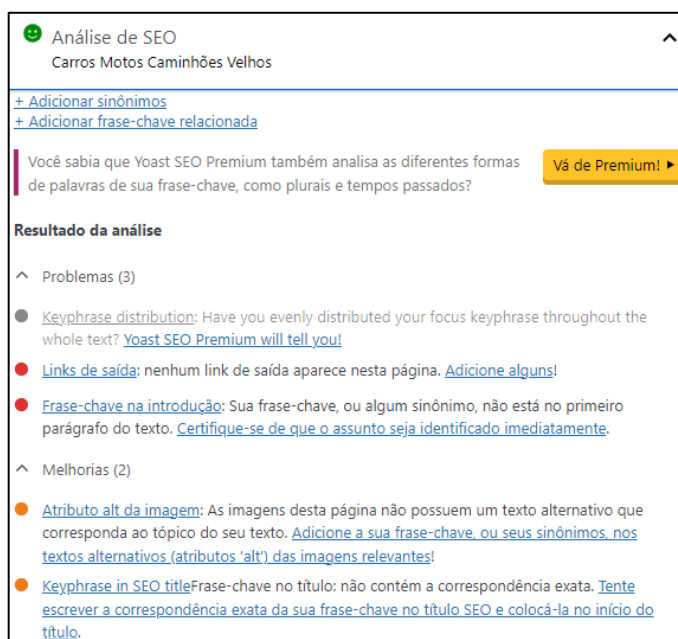 Análise de SEO
Carros Motos Caminhões Velhos
+ Adicionar sinônimos
+ Adicionar frase-chave relacionada
Você sabia que Yoast SEO Premium também analisa as diferentes formas
de palavras de sua frase-chave, como plurais e tempos passados?
Vá de Premium!
Resultado da análise
Problemas (3)
Keyphrase distribution: Have you evenly distributed your focus keyphrase throughout the
whole text? Yoast SEO Premium will tell you!
Links de saída: nenhum link de saída aparece nesta página. Adicione alguns!
Frase-chave na introdução: Sua frase-chave, ou algum sinônimo, não está no primeiro
parágrafo do texto. Certifique-se de que o assunto seja identificado imediatamente.
Melhorias (2)
Atributo alt da imagem: As imagens desta página não possuem um texto alternativo que
corresponda ao tópico do seu texto. Adicione a sua frase-chave, ou seus sinônimos, nos
textos alternativos (atributos 'alt') das imagens relevantes!
Keyphrase in SEO titleFrase-chave no título: não contém a correspondência exata. Tente
escrever a correspondência exata da sua frase-chave no título SEO e colocá-la no início do
título.